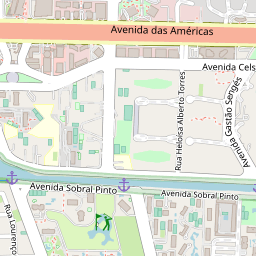 Avenida das Américas
Avenida Cels
Rua Heloisa Alberto Torres
Avenida Gastão Senges
Avenida Sobral Pinto
Avenida Sobral Pinto
Rua Lourenço